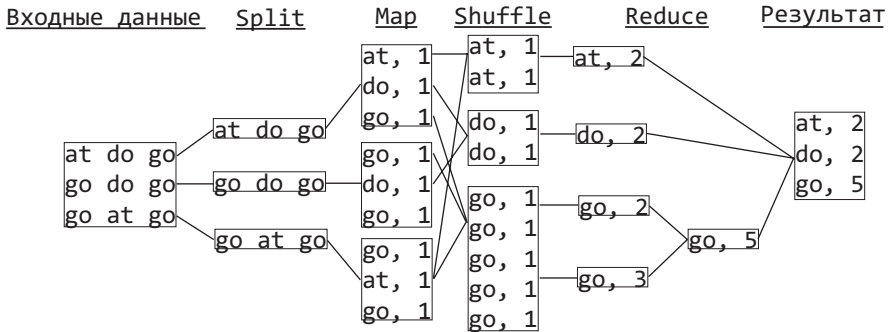 Входные данные Split Map Shuffle Reduce Результат
at do go
go do go
go at go
at do go
go do go
go at go
at, 1
do, 1
go, 1
go, 1
do, 1
go, 1
go, 1
at, 1
go, 1
at, 1
at, 1
do, 1
do, 1
go, 1
go, 1
go, 1
go, 1
go, 1
at, 2
do, 2
go, 2
go, 3
go, 5
at, 2
do, 2
go, 5